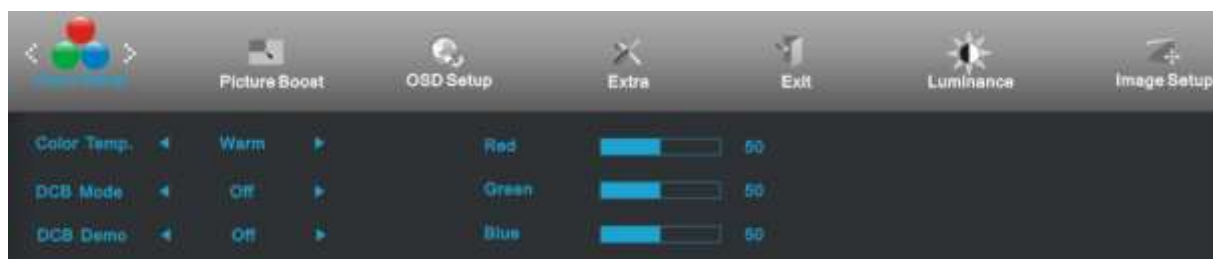 Picture Boost
OSD Setup
Extra
Exit
Luminance
Image Setup
Color Temp. Warm Red 50
DCB Mode Off Green 50
DCB Demo Off Blue 50